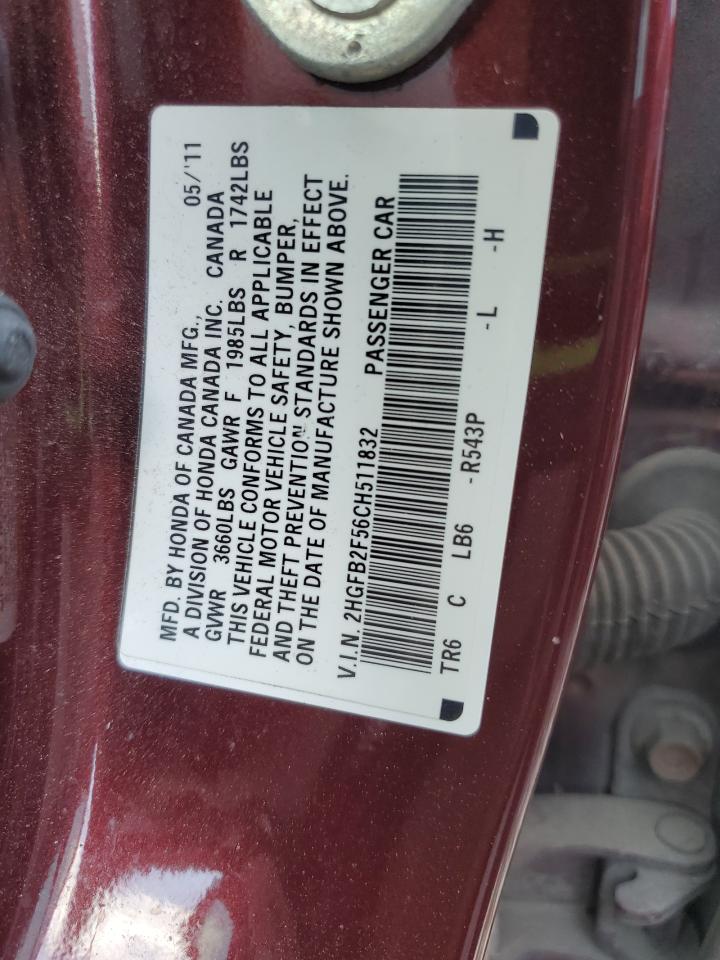 MFD. BY HONDA OF CANADA MFG., 05/'11
A DIVISION OF HONDA CANADA INC. CANADA
GVWR 3660LBS GAWR F 1985LBS R 1742LBS
THIS VEHICLE CONFORMS TO ALL APPLICABLE
FEDERAL MOTOR VEHICLE SAFETY, BUMPER,
AND THEFT PREVENTION STANDARDS IN EFFECT
ON THE DATE OF MANUFACTURE SHOWN ABOVE.
V.I.N. 2HGFB2F56CH511832 PASSENGER CAR
TR6 C LB6 -R543P -L -H